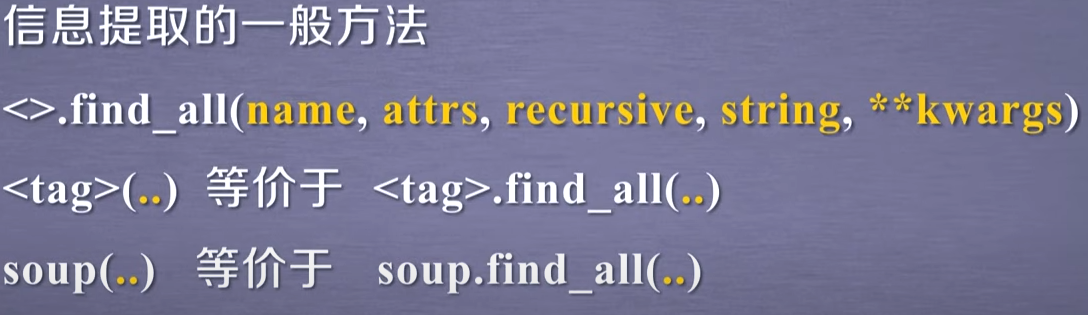 信息提取的一般方法
<>.find_all(name, attrs, recursive, string, **kwargs)
<tag>(..) 等价于 <tag>.find_all(..)
soup(..) 等价于 soup.find_all(..)